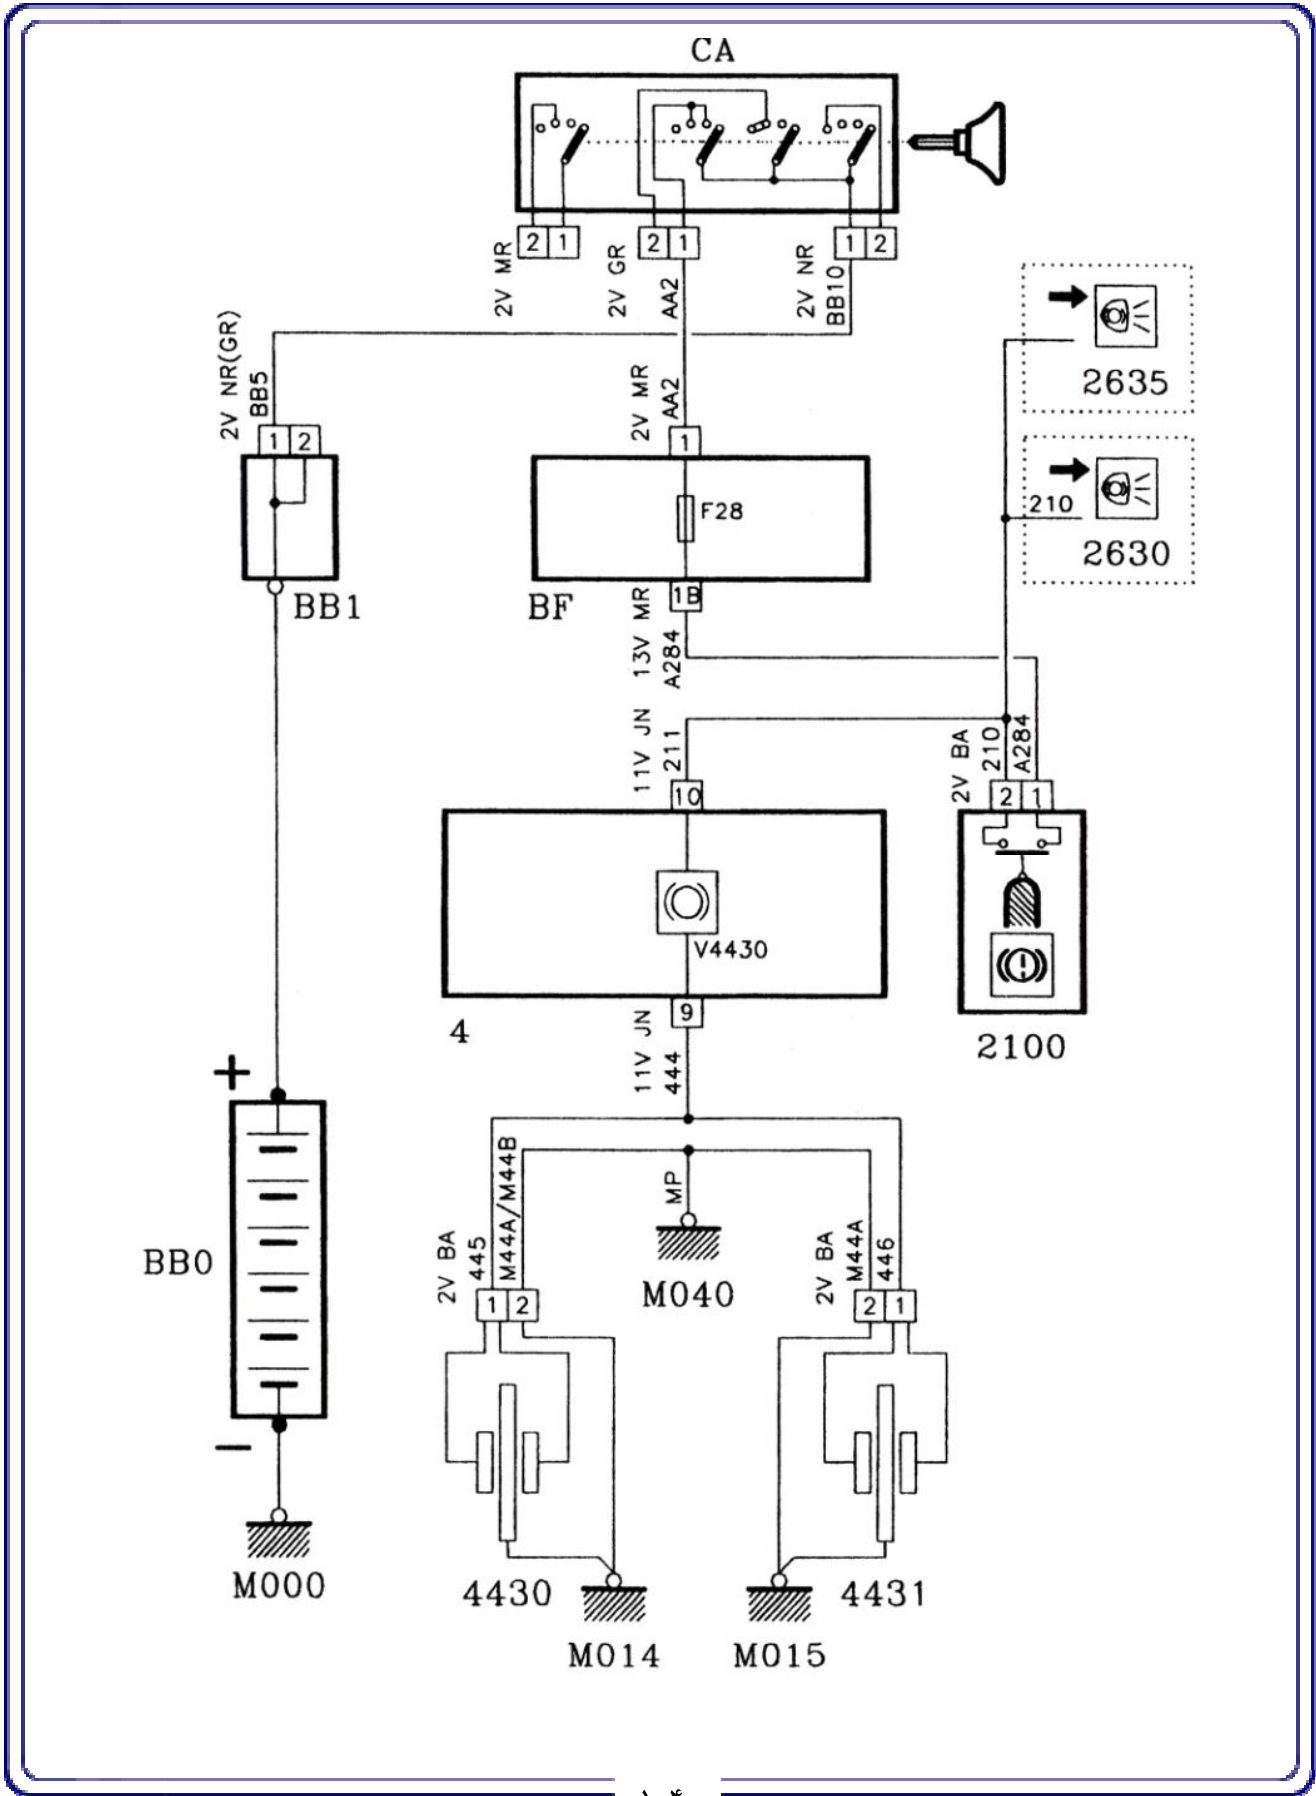 CA
2 1
2 1
1 2
2V MR
2V GR
AA2
2V NR
BB10
2V NR(GR)
BB5
2V MR
AA2
2635
1 2
1
F28
210
2630
BB1
BF
1B
13V MR
A284
11V JN
211
2V BA
210
A284
10
2 1
V4430
9
4
2100
11V JN
444
+
MP
2V BA
445
M44A/M44B
2V BA
M44A
446
BB0
M040
1 2
2 1
−
M000
4430
4431
M014
M015